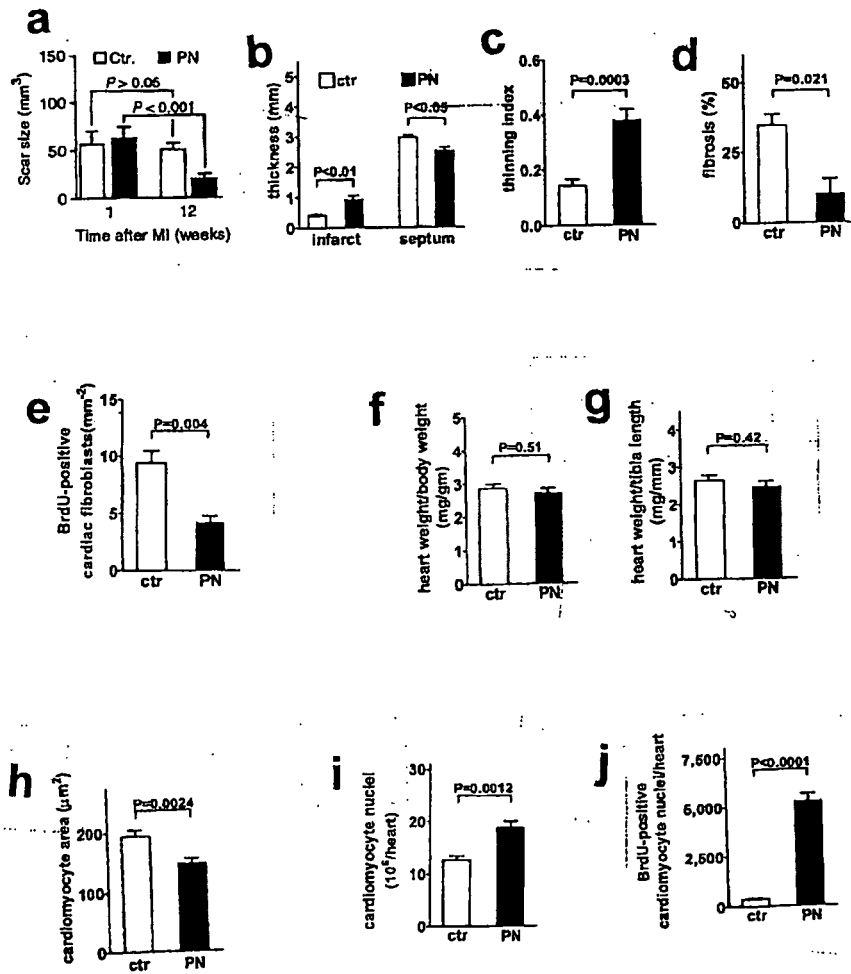 a
Ctr. PN
P > 0.05
P < 0.001
150
100
50
0
Scar size (mm3)
1 12
Time after MI (weeks)
b
ctr PN
P<0.05
P<0.01
5
4
3
2
1
0
thickness (mm)
infarct septum
c
P=0.0003
0.6
0.4
0.2
0.0
thinning index
ctr PN
d
P=0.021
50
25
0
fibrosis (%)
ctr PN
e
P=0.004
15
10
5
0
BrdU-positive
cardiac fibroblasts(mm-2)
ctr PN
f
P=0.51
5
4
3
2
1
0
heart weight/body weight
(mg/gm)
ctr PN
g
P=0.42
4
3
2
1
0
heart weight/tibia length
(mg/mm)
ctr PN
h
P=0.0024
200
100
0
cardiomyocyte area (µm2)
ctr PN
i
P=0.0012
30
20
10
0
cardiomyocyte nuclei
(106/heart)
ctr PN
j
P<0.0001
7,500
5,000
2,500
0
BrdU-positive
cardiomyocyte nuclei/heart
ctr PN